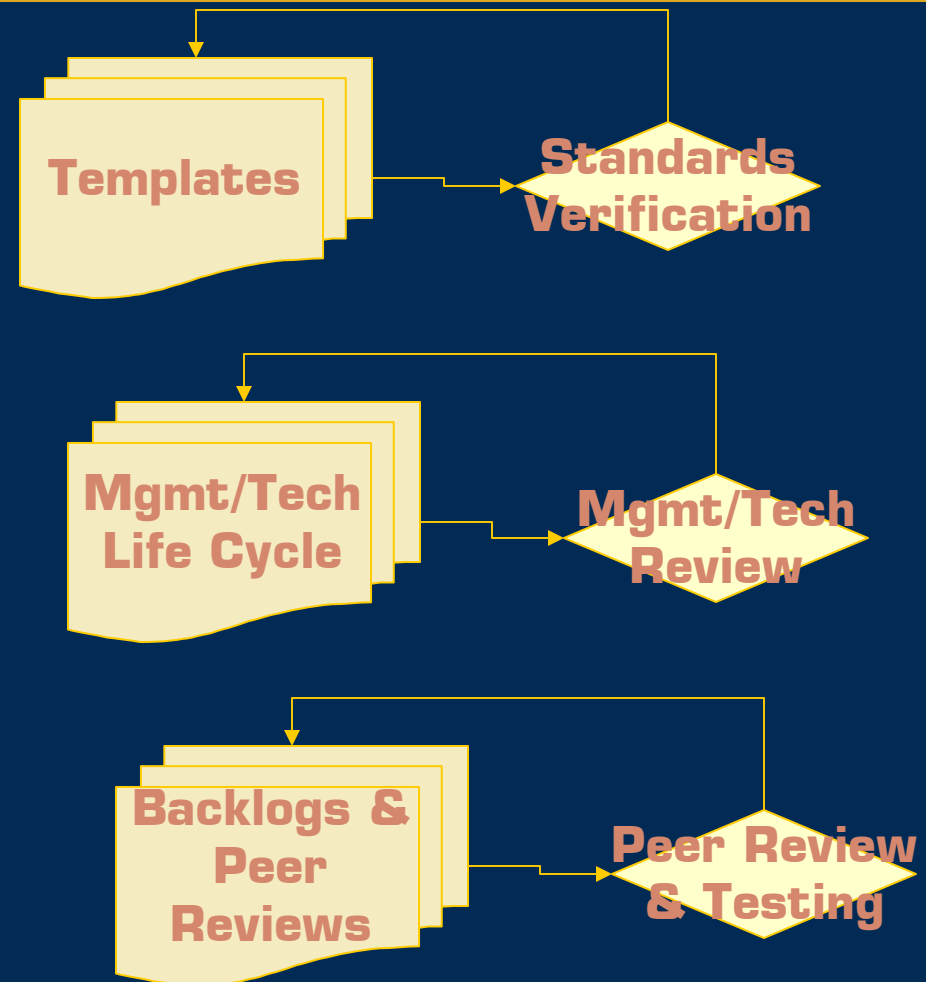 Templates
Standards
Verification
Mgmt/Tech
Life Cycle
Mgmt/Tech
Review
Backlogs &
Peer
Reviews
Peer Review
& Testing